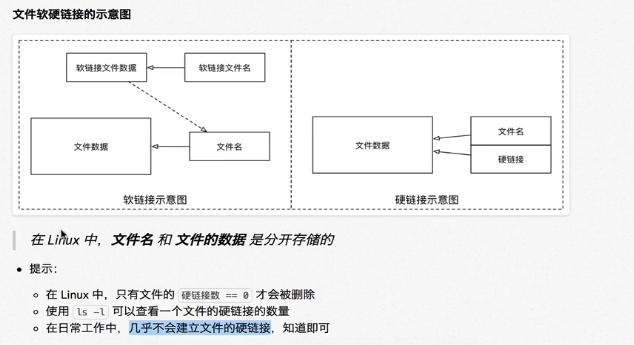 文件软硬链接的示意图
软链接文件数据
软链接文件名
文件数据
文件名
软链接示意图
文件数据
文件名
硬链接
硬链接示意图
在 Linux 中，文件名 和 文件的数据 是分开存储的
提示：
在 Linux 中，只有文件的 硬链接数 == 0 才会被删除
使用 ls -l 可以查看一个文件的硬链接的数量
在日常工作中，几乎不会建立文件的硬链接，知道即可